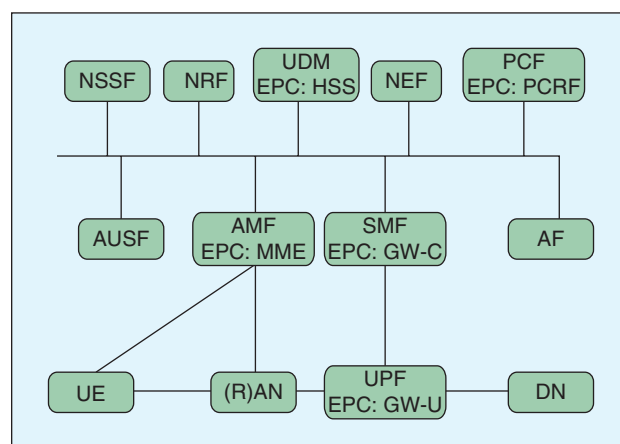 NSSF
NRF
UDM
EPC: HSS
NEF
PCF
EPC: PCRF
AUSF
AMF
EPC: MME
SMF
EPC: GW-C
AF
UE
(R)AN
UPF
EPC: GW-U
DN